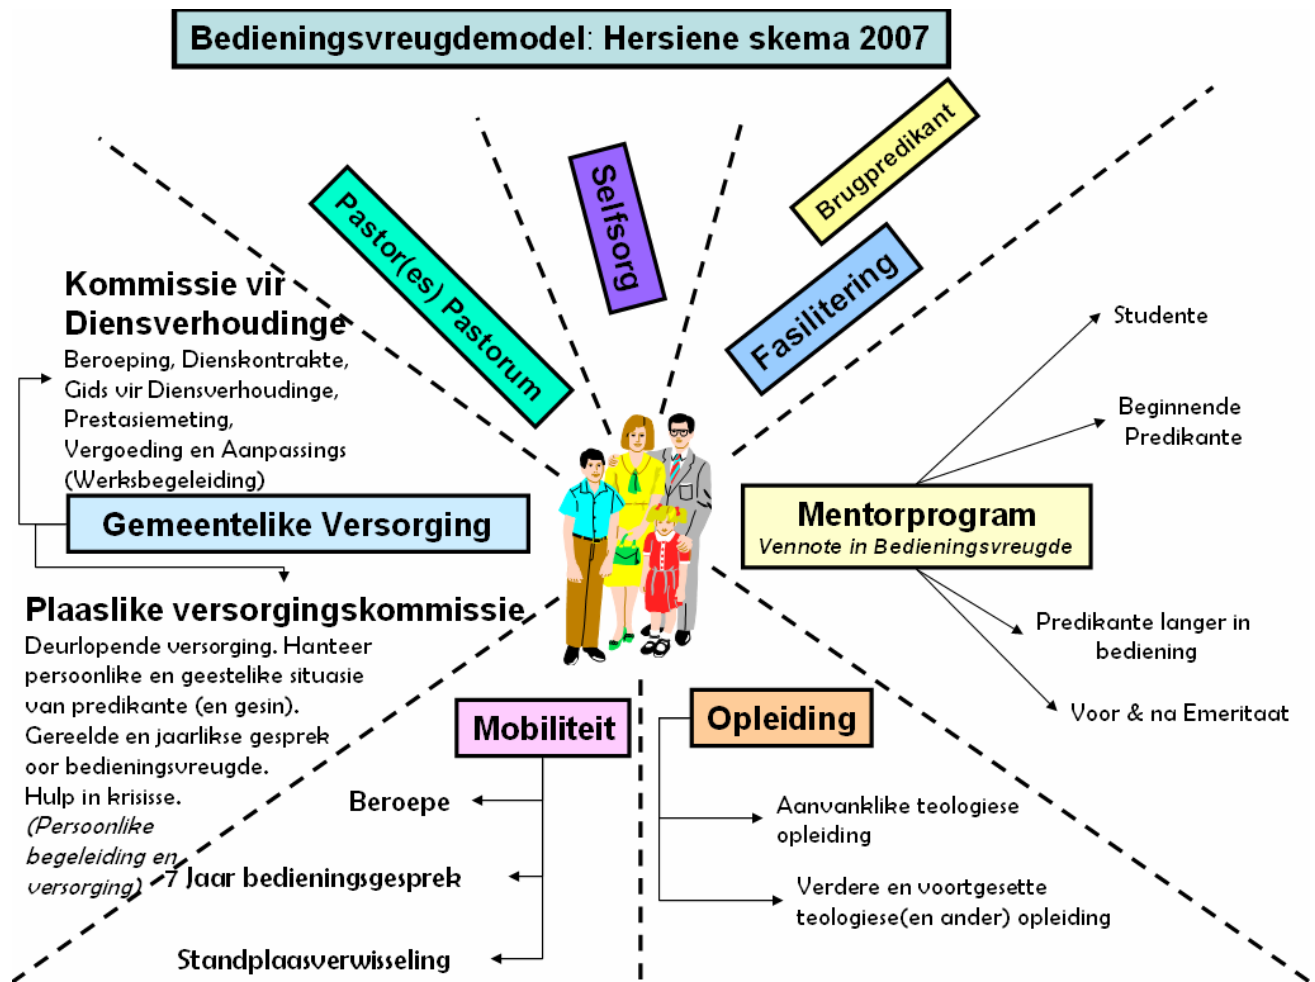 Bedieningsvreugdemodel: Hersiene skema 2007
Pastor(es) Pastorum
Selfsorg
Brugpredikant
Fasilitering
Kommissie vir
Diensverhoudinge
Beroeping, Dienskontrakte,
Gids vir Diensverhoudinge,
Prestasiemeting,
Vergoeding en Aanpassings
(Werksbegeleiding)
Gemeentelike Versorging
Plaaslike versorgingskommissie
Deurlopende versorging. Hanteer
persoonlike en geestelike situasie
van predikante (en gesin).
Gereelde en jaarlikse gesprek
oor bedieningsvreugde.
Hulp in krisisse.
(Persoonlike
begeleiding en
versorging)
Mentorprogram
Vennote in Bedieningsvreugde
Studente
Beginnende
Predikante
Predikante langer in
bediening
Voor & na Emeritaat
Mobiliteit
Beroepe
7 Jaar bedieningsgesprek
Standplaasverwisseling
Opleiding
Aanvanklike teologiese
opleiding
Verdere en voortgesette
teologiese(en ander) opleiding